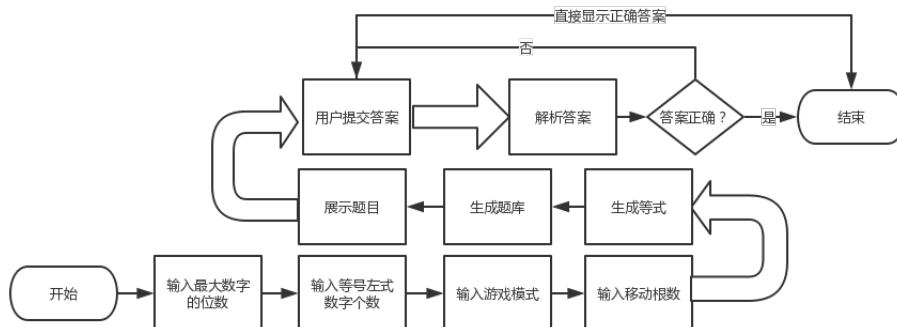 直接显示正确答案
否
用户提交答案
解析答案
答案正确？
是
结束
展示题目
生成题库
生成等式
开始
输入最大数字
的位数
输入等号左式
数字个数
输入游戏模式
输入移动根数